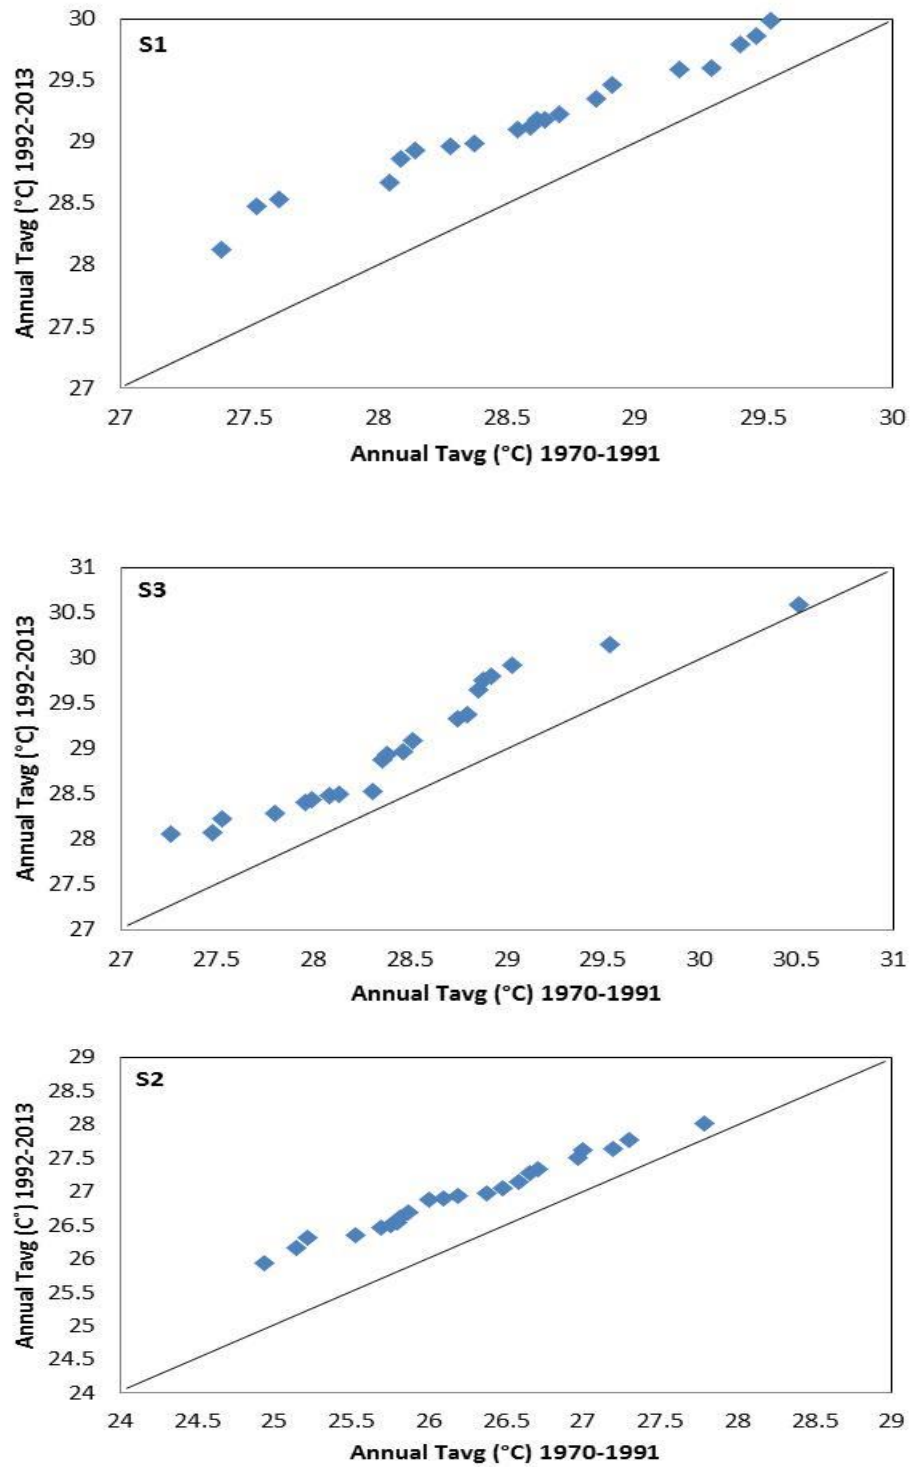 S1
Annual Tavg (°C) 1992-2013
30
29.5
29
28.5
28
27.5
27
27 27.5 28 28.5 29 29.5 30
Annual Tavg (°C) 1970-1991
S3
Annual Tavg (°C) 1992-2013
31
30.5
30
29.5
29
28.5
28
27.5
27
27 27.5 28 28.5 29 29.5 30 30.5 31
Annual Tavg (°C) 1970-1991
S2
Annual Tavg (C°) 1992-2013
29
28.5
28
27.5
27
26.5
26
25.5
25
24.5
24
24 24.5 25 25.5 26 26.5 27 27.5 28 28.5 29
Annual Tavg (°C) 1970-1991